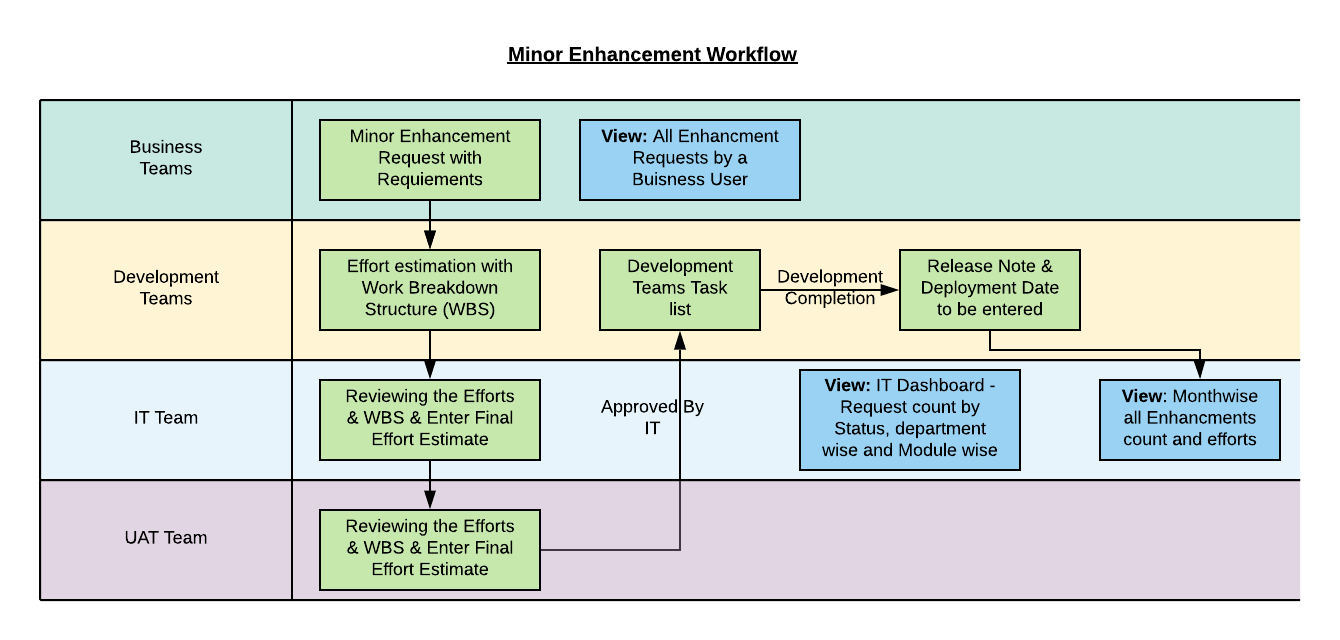 Minor Enhancement Workflow
Business
Teams
Minor Enhancement
Request with
Requiements
View: All Enhancment
Requests by a
Buisness User
Development
Teams
Effort estimation with
Work Breakdown
Structure (WBS)
Development
Teams Task
list
Development
Completion
Release Note &
Deployment Date
to be entered
IT Team
Reviewing the Efforts
& WBS & Enter Final
Effort Estimate
Approved By
IT
View: IT Dashboard -
Request count by
Status, department
wise and Module wise
View: Monthwise
all Enhancments
count and efforts
UAT Team
Reviewing the Efforts
& WBS & Enter Final
Effort Estimate